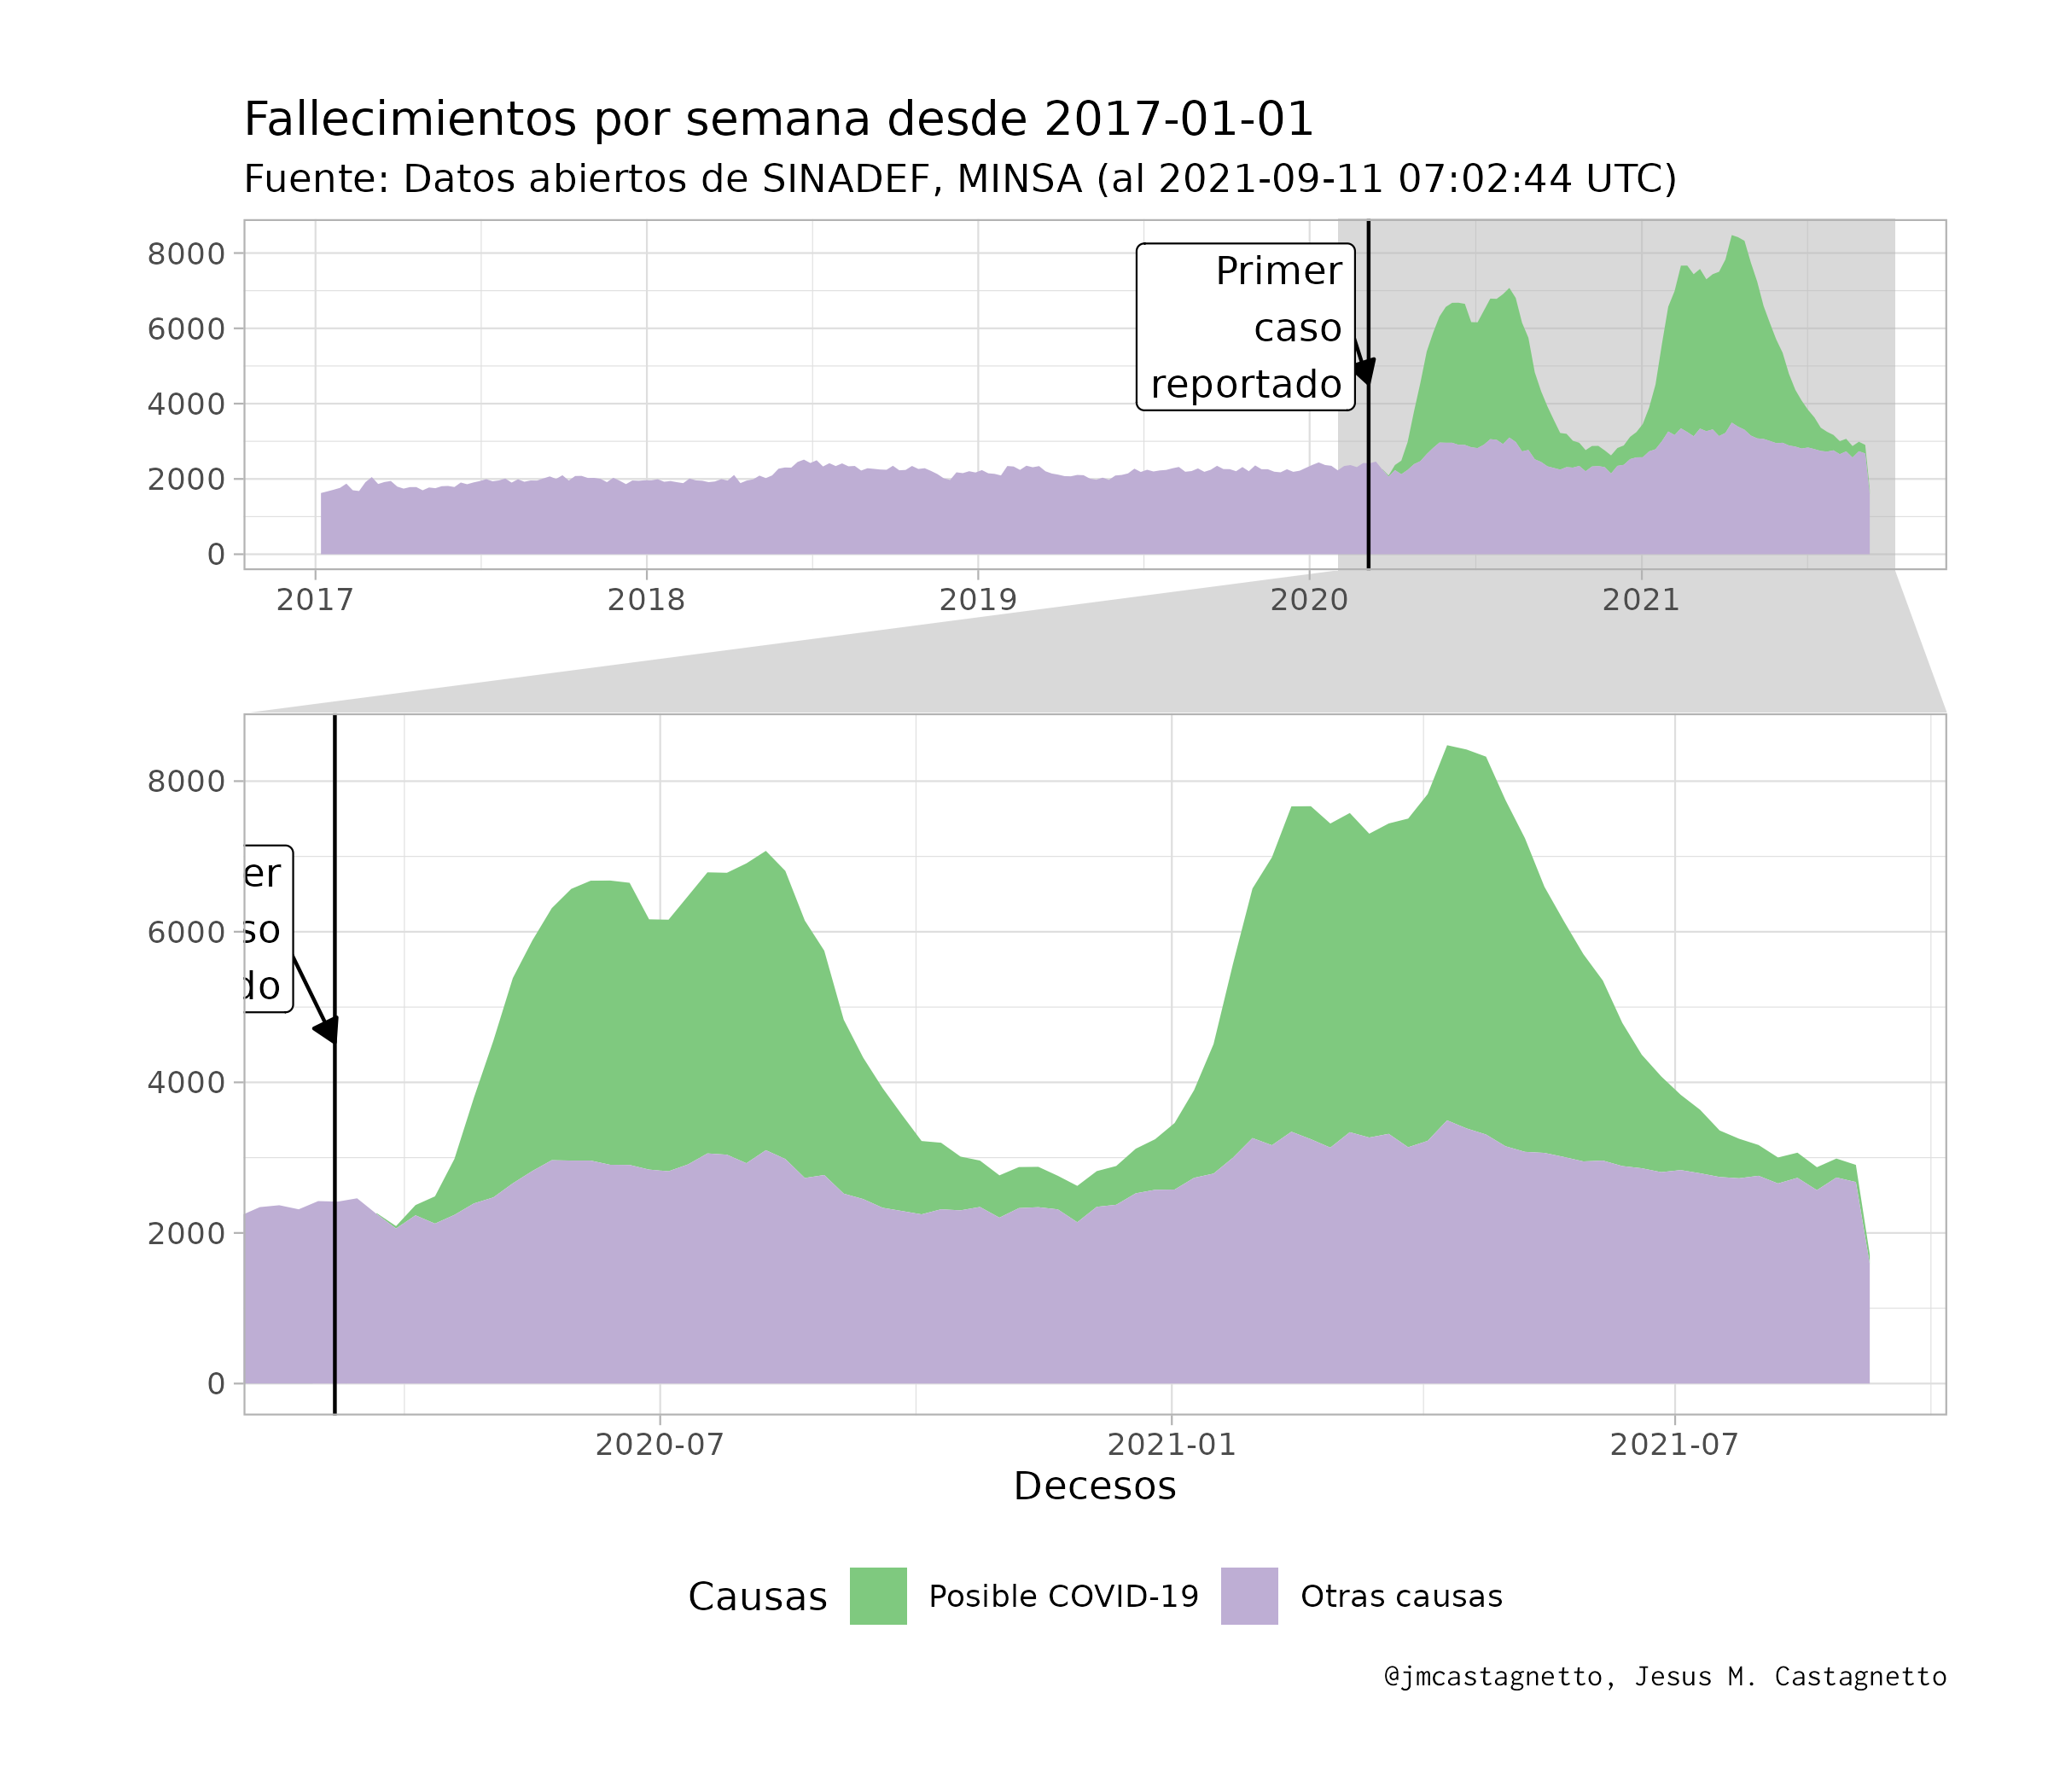 Fallecimientos por semana desde 2017-01-01
Fuente: Datos abiertos de SINADEF, MINSA (al 2021-09-11 07:02:44 UTC)
8000
6000
4000
2000
0
Primer
caso
reportado
2017
2018
2019
2020
2021
8000
6000
4000
2000
0
er
so
do
2020-07
2021-01
2021-07
Decesos
Causas
Posible COVID-19
Otras causas
@jmcastagnetto, Jesus M. Castagnetto